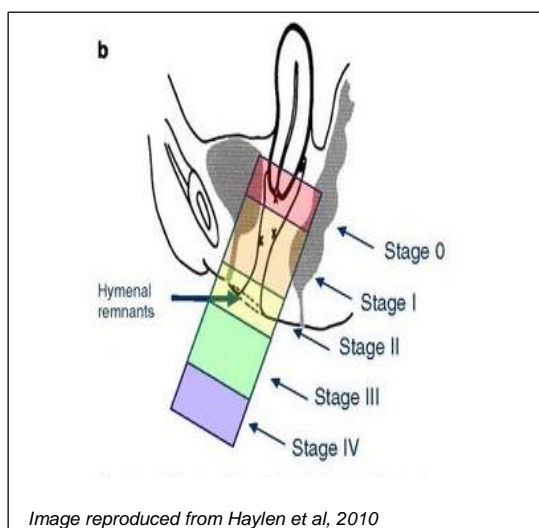 b
Stage 0
Stage I
Hymenal
remnants
Stage II
Stage III
Stage IV
Image reproduced from Haylen et al, 2010